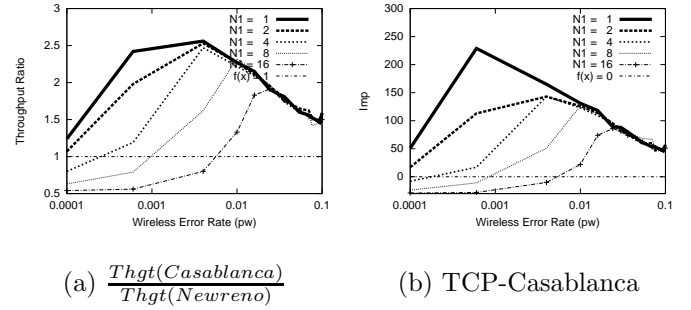 3
2.5
2
1.5
1
0.5
0.0001
0.001
0.01
0.1
Throughput Ratio
Wireless Error Rate (pw)
N1 = 1
N1 = 2
N1 = 4
N1 = 8
N1 = 16
f(x) = 1
300
250
200
150
100
50
0
0.0001
0.001
0.01
0.1
Imp
Wireless Error Rate (pw)
N1 = 1
N1 = 2
N1 = 4
N1 = 8
N1 = 16
f(x) = 0
(a) Thgt(Casablanca)
Thgt(Newreno)
(b) TCP-Casablanca